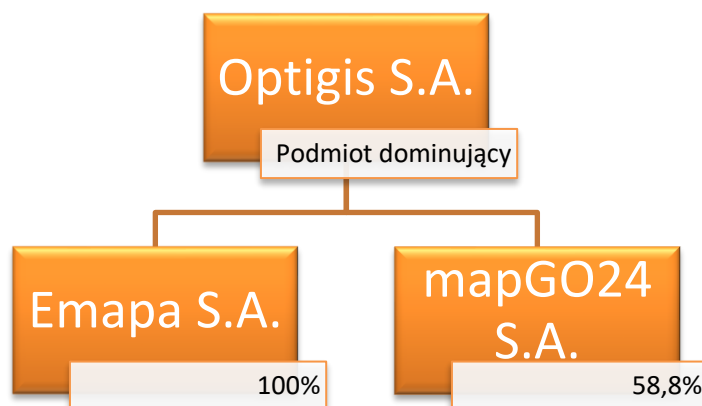 Optigis S.A.
Podmiot dominujący
Emapa S.A.
100%
mapGO24
S.A.
58,8%